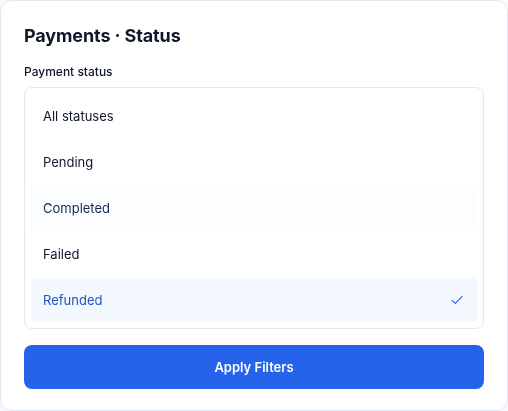 Payments · Status
Payment status
All statuses
Pending
Completed
Failed
Refunded
Apply Filters